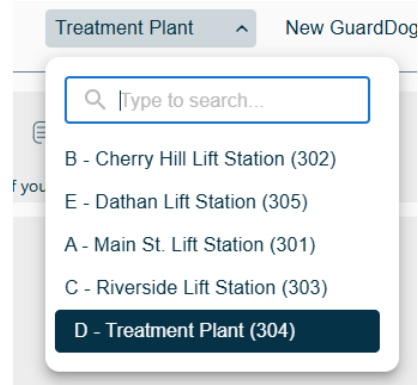 Treatment Plant New GuardDog
Type to search...
B - Cherry Hill Lift Station (302)
f you
E - Dathan Lift Station (305)
A - Main St. Lift Station (301)
C - Riverside Lift Station (303)
D - Treatment Plant (304)